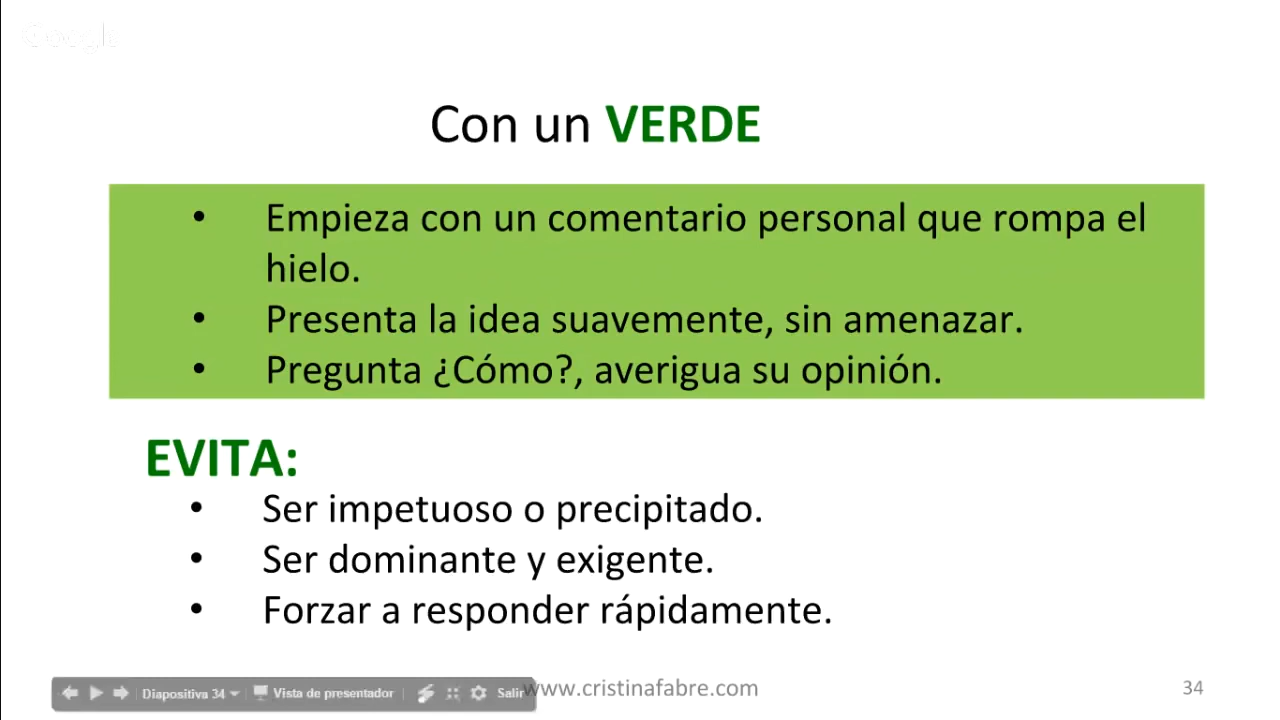 Con un VERDE
• Empieza con un comentario personal que rompa el
hielo.
• Presenta la idea suavemente, sin amenazar.
• Pregunta ¿Cómo?, averigua su opinión.
EVITA:
• Ser impetuoso o precipitado.
• Ser dominante y exigente.
• Forzar a responder rápidamente.
Diapositiva 34 Vista de presentador Salir www.cristinafabre.com 34